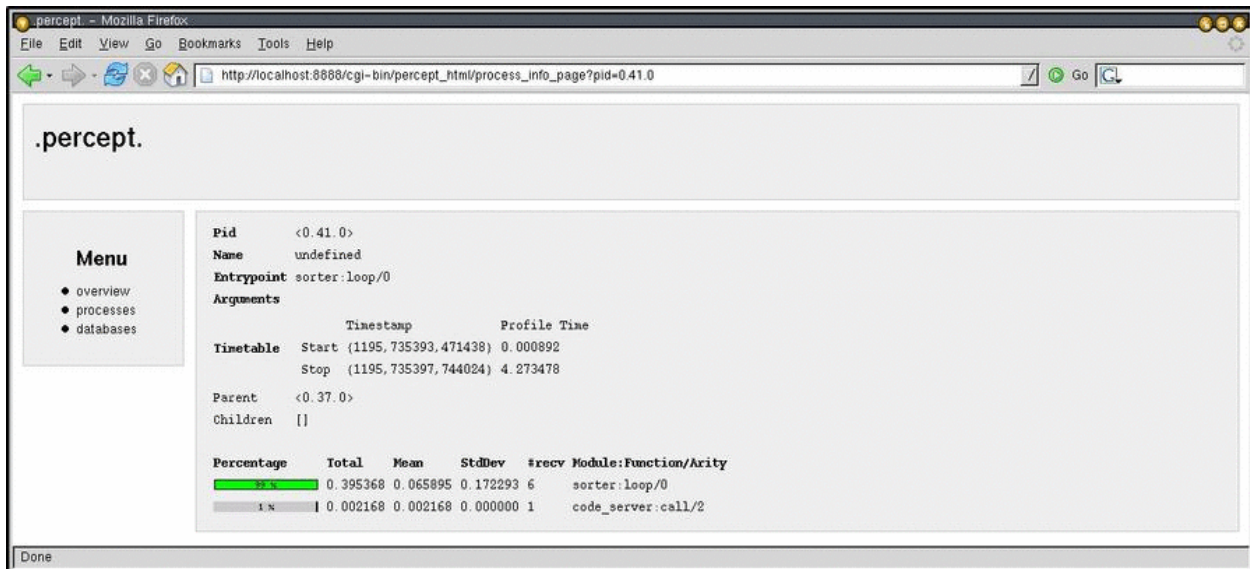 .percept. - Mozilla Firefox
File Edit View Go Bookmarks Tools Help
http://localhost:8888/cgi-bin/percept_html/process_info_page?pid=0.41.0 Go
.percept.
Menu
overview
processes
databases
Pid <0.41.0>
Name undefined
Entrypoint sorter:loop/0
Arguments
Timestamp Profile Time
Timetable Start {1195,735393,471438} 0.000892
Stop {1195,735397,744024} 4.273478
Parent <0.37.0>
Children []
Percentage Total Mean StdDev #recv Module:Function/Arity
99 % 0.395368 0.065895 0.172293 6 sorter:loop/0
1 % 0.002168 0.002168 0.000000 1 code_server:call/2
Done